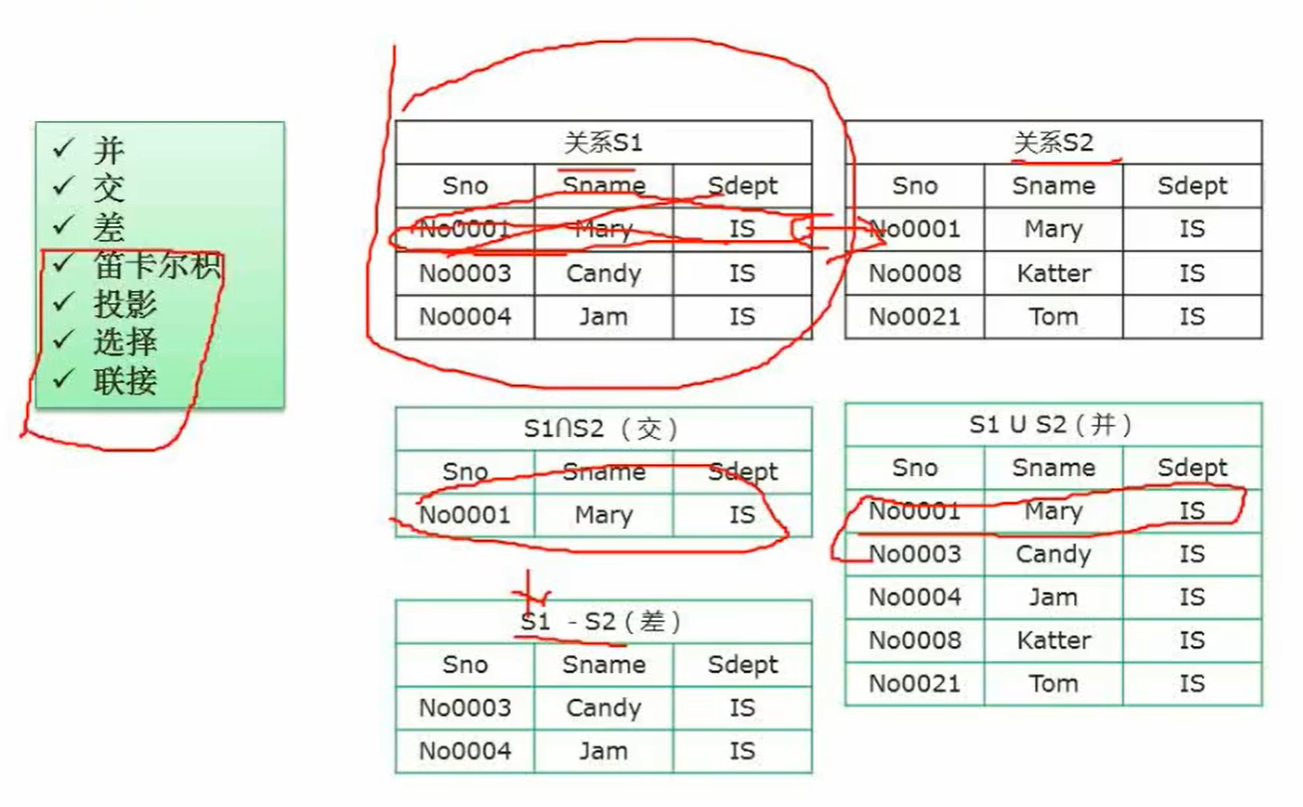 ✓ 并
✓ 交
✓ 差
✓ 笛卡尔积
✓ 投影
✓ 选择
✓ 联接
关系S1
Sno Sname Sdept
No0001 Mary IS
No0003 Candy IS
No0004 Jam IS
关系S2
Sno Sname Sdept
No0001 Mary IS
No0008 Katter IS
No0021 Tom IS
S1∩S2（交）
Sno Sname Sdept
No0001 Mary IS
S1 U S2（并）
Sno Sname Sdept
No0001 Mary IS
No0003 Candy IS
No0004 Jam IS
No0008 Katter IS
No0021 Tom IS
S1 - S2（差）
Sno Sname Sdept
No0003 Candy IS
No0004 Jam IS